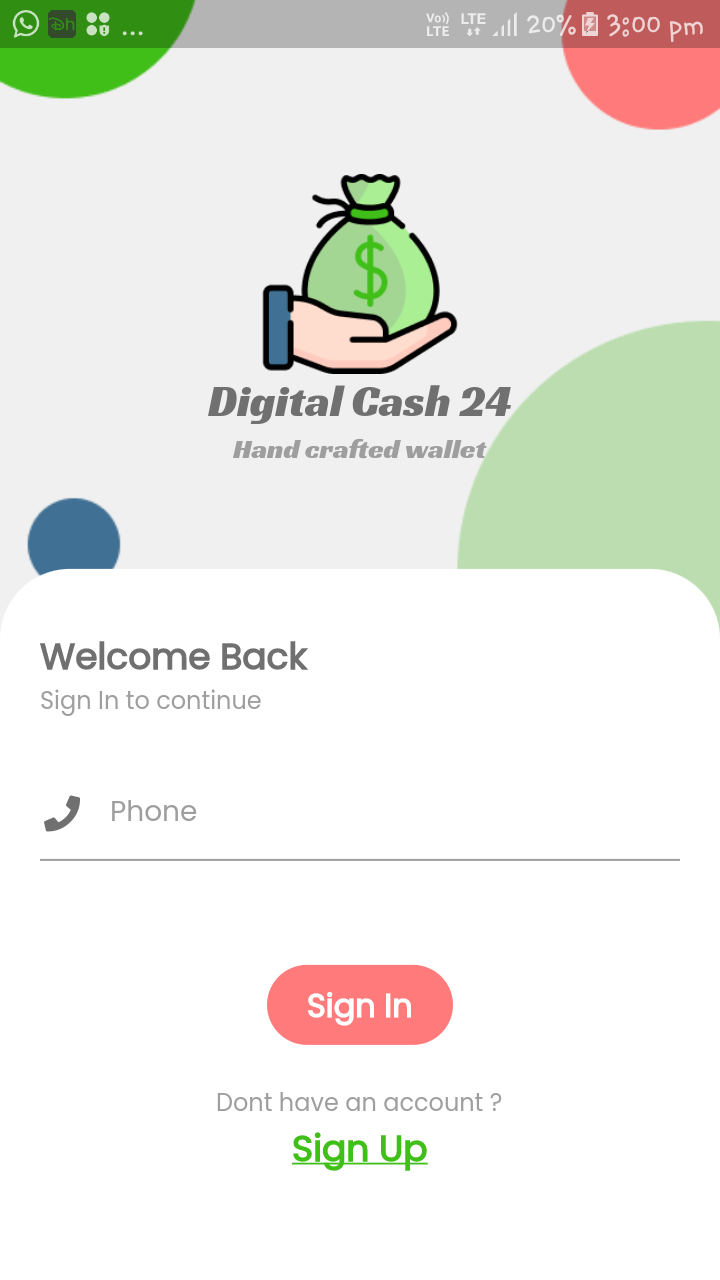 Vo)) LTE LTE 20% 3:00 pm
$
Digital Cash 24
Hand crafted wallet
Welcome Back
Sign In to continue
Phone
Sign In
Dont have an account ?
Sign Up